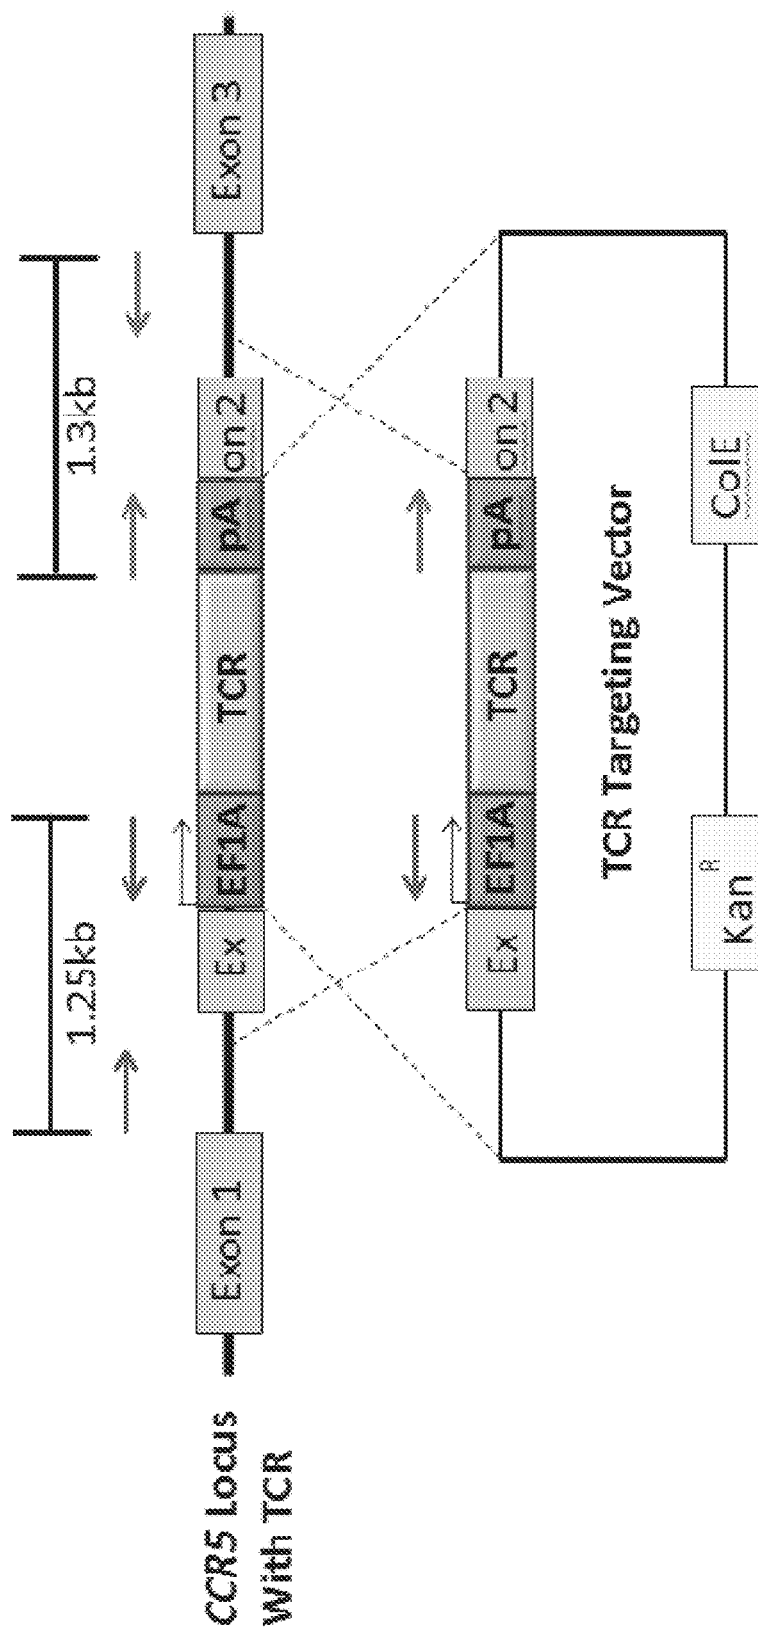 1.25kb
1.3kb
CCR5 Locus
With TCR
Exon 1
Ex
EF1A
TCR
pA
on 2
Exon 3
Ex
EF1A
TCR
pA
on 2
TCR Targeting Vector
Kan R
ColE